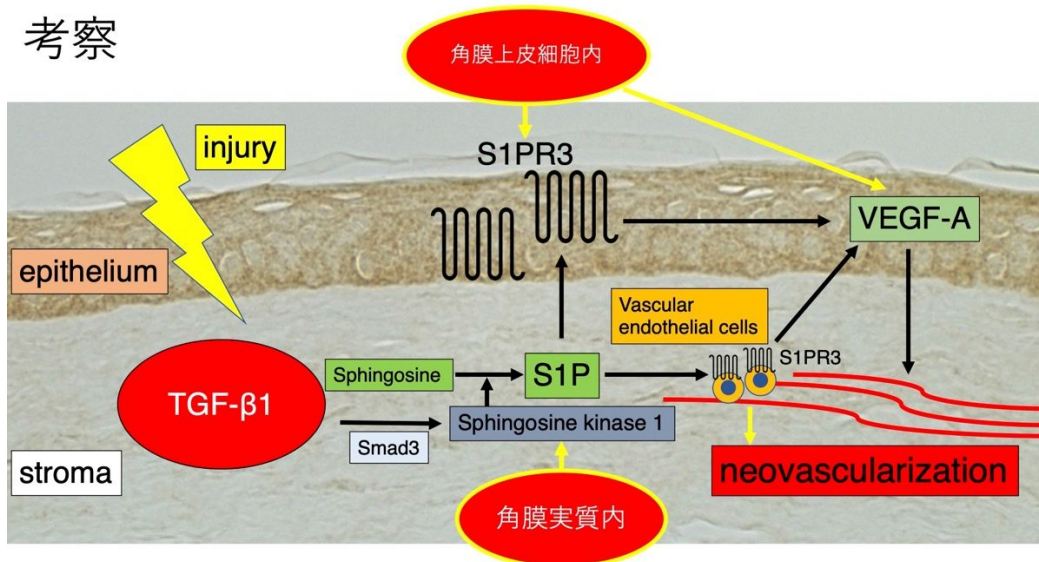 考察
角膜上皮細胞内
injury
S1PR3
VEGF-A
epithelium
Vascular
endothelial cells
S1PR3
Sphingosine
S1P
TGF-β1
Sphingosine kinase 1
Smad3
stroma
neovascularization
角膜実質内